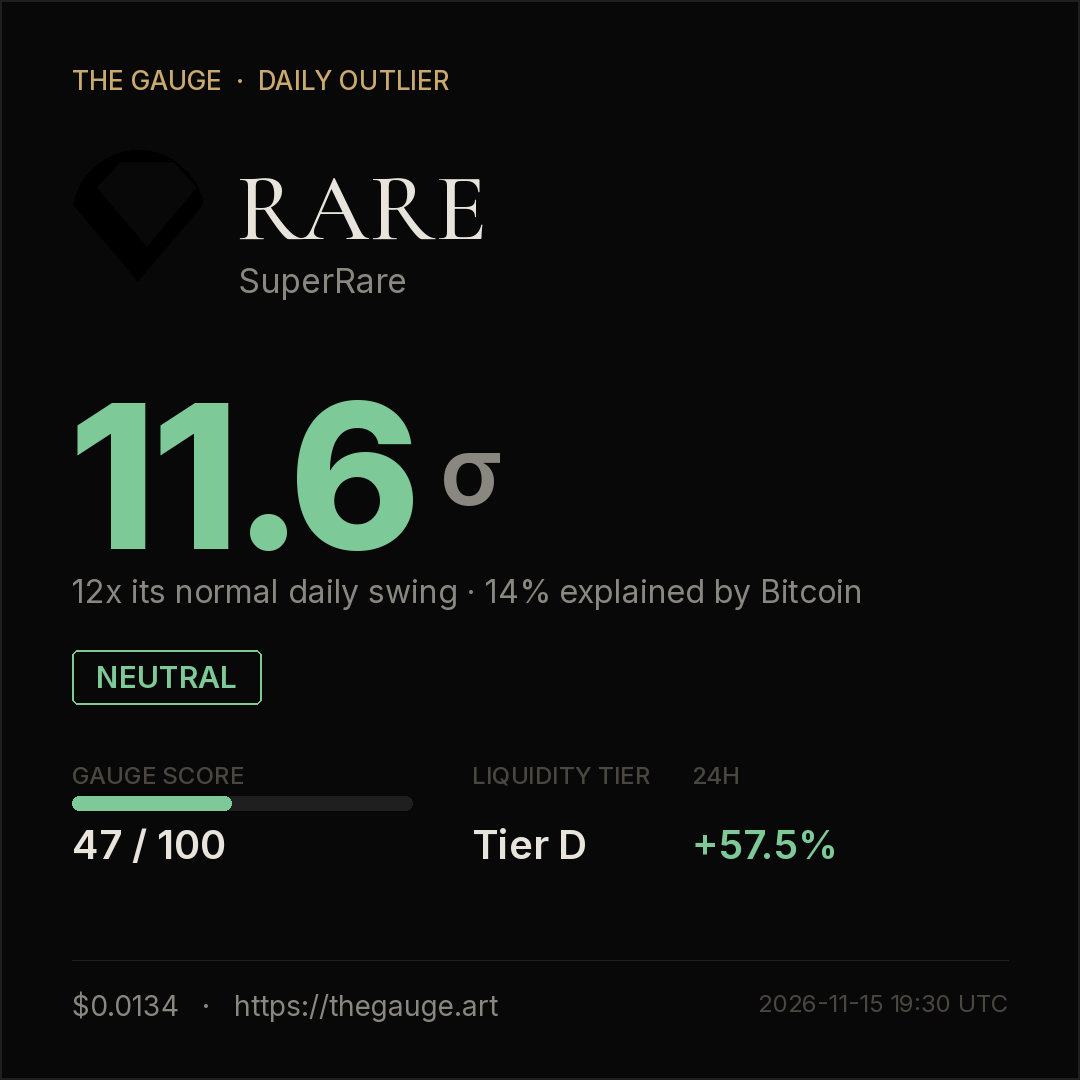 THE GAUGE · DAILY OUTLIER
RARE
SuperRare
11.6 σ
12x its normal daily swing · 14% explained by Bitcoin
NEUTRAL
GAUGE SCORE LIQUIDITY TIER 24H
47 / 100 Tier D +57.5%
$0.0134 · https://thegauge.art 2026-11-15 19:30 UTC